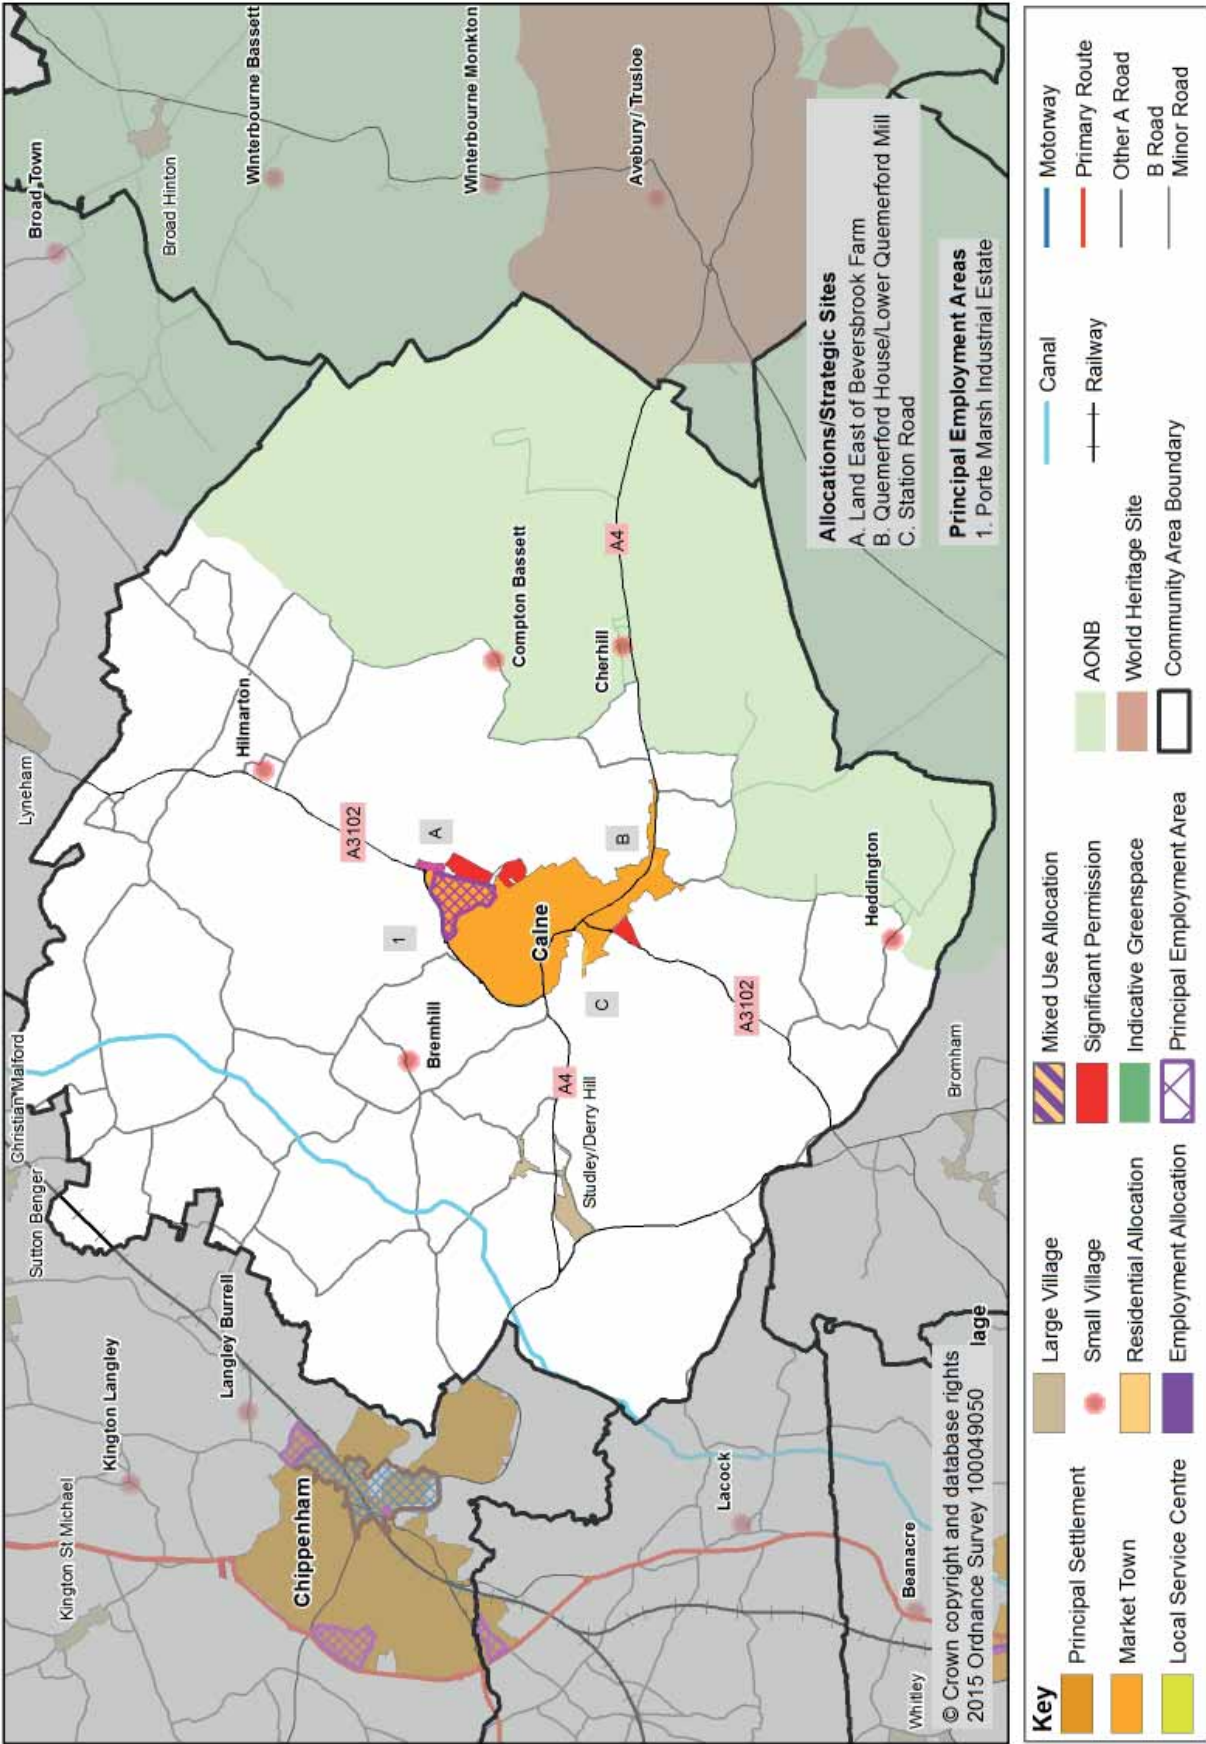 Broad Town
Winterbourne Bassett
Broad Hinton
Winterbourne Monkton
Avebury/ Trusloe
Lyneham
Hilmarton
Compton Bassett
Cherhill
A4
A3102
A
B
1
Calne
C
Heddington
A3102
Bremhill
A4
Studley/Derry Hill
Bromham
Christian Malford
Sutton Benger
Langley Burrell
Kington Langley
Kington St Michael
Chippenham
Lacock
Beanacre
Whitley
lage
Allocations/Strategic Sites
A. Land East of Beversbrook Farm
B. Quemerford House/Lower Quemerford Mill
C. Station Road
Principal Employment Areas
1. Porte Marsh Industrial Estate
© Crown copyright and database rights
2015 Ordnance Survey 100049050
Key
Principal Settlement
Market Town
Local Service Centre
Large Village
Small Village
Residential Allocation
Employment Allocation
Mixed Use Allocation
Significant Permission
Indicative Greenspace
Principal Employment Area
AONB
World Heritage Site
Community Area Boundary
Canal
Railway
Motorway
Primary Route
Other A Road
B Road
Minor Road